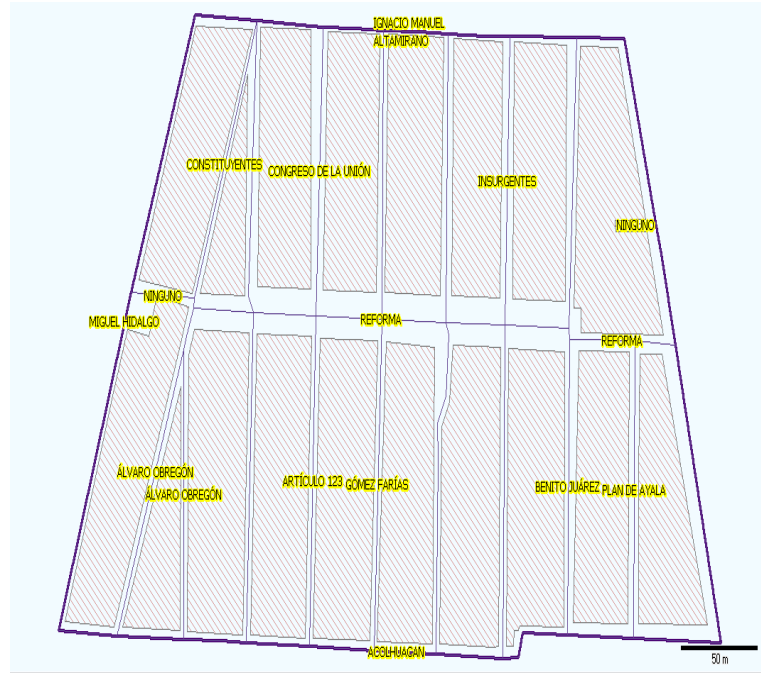 IGNACIO MANUEL
ALTAMIRANO
CONSTITUYENTES
CONGRESO DE LA UNIÓN
INSURGENTES
NINGUNO
NINGUNO
MIGUEL HIDALGO
REFORMA
REFORMA
ÁLVARO OBREGÓN
ÁLVARO OBREGÓN
ARTÍCULO 123
GÓMEZ FARÍAS
BENITO JUÁREZ
PLAN DE AYALA
ACOLHUACAN
50 m